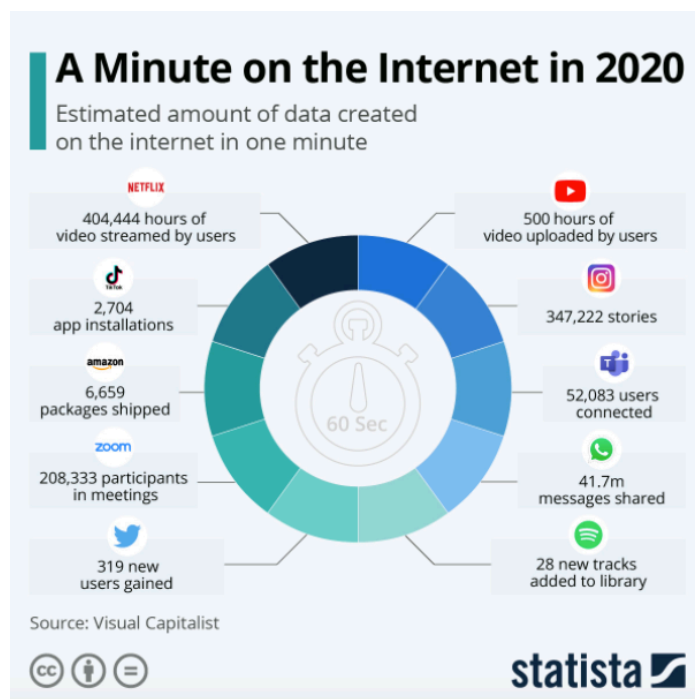 A Minute on the Internet in 2020
Estimated amount of data created
on the internet in one minute
NETFLIX
404,444 hours of
video streamed by users
500 hours of
video uploaded by users
TikTok
2,704
app installations
347,222 stories
amazon
6,659
packages shipped
T
52,083 users
connected
zoom
208,333 participants
in meetings
41.7m
messages shared
319 new
users gained
28 new tracks
added to library
60 Sec
Source: Visual Capitalist
cc
statista